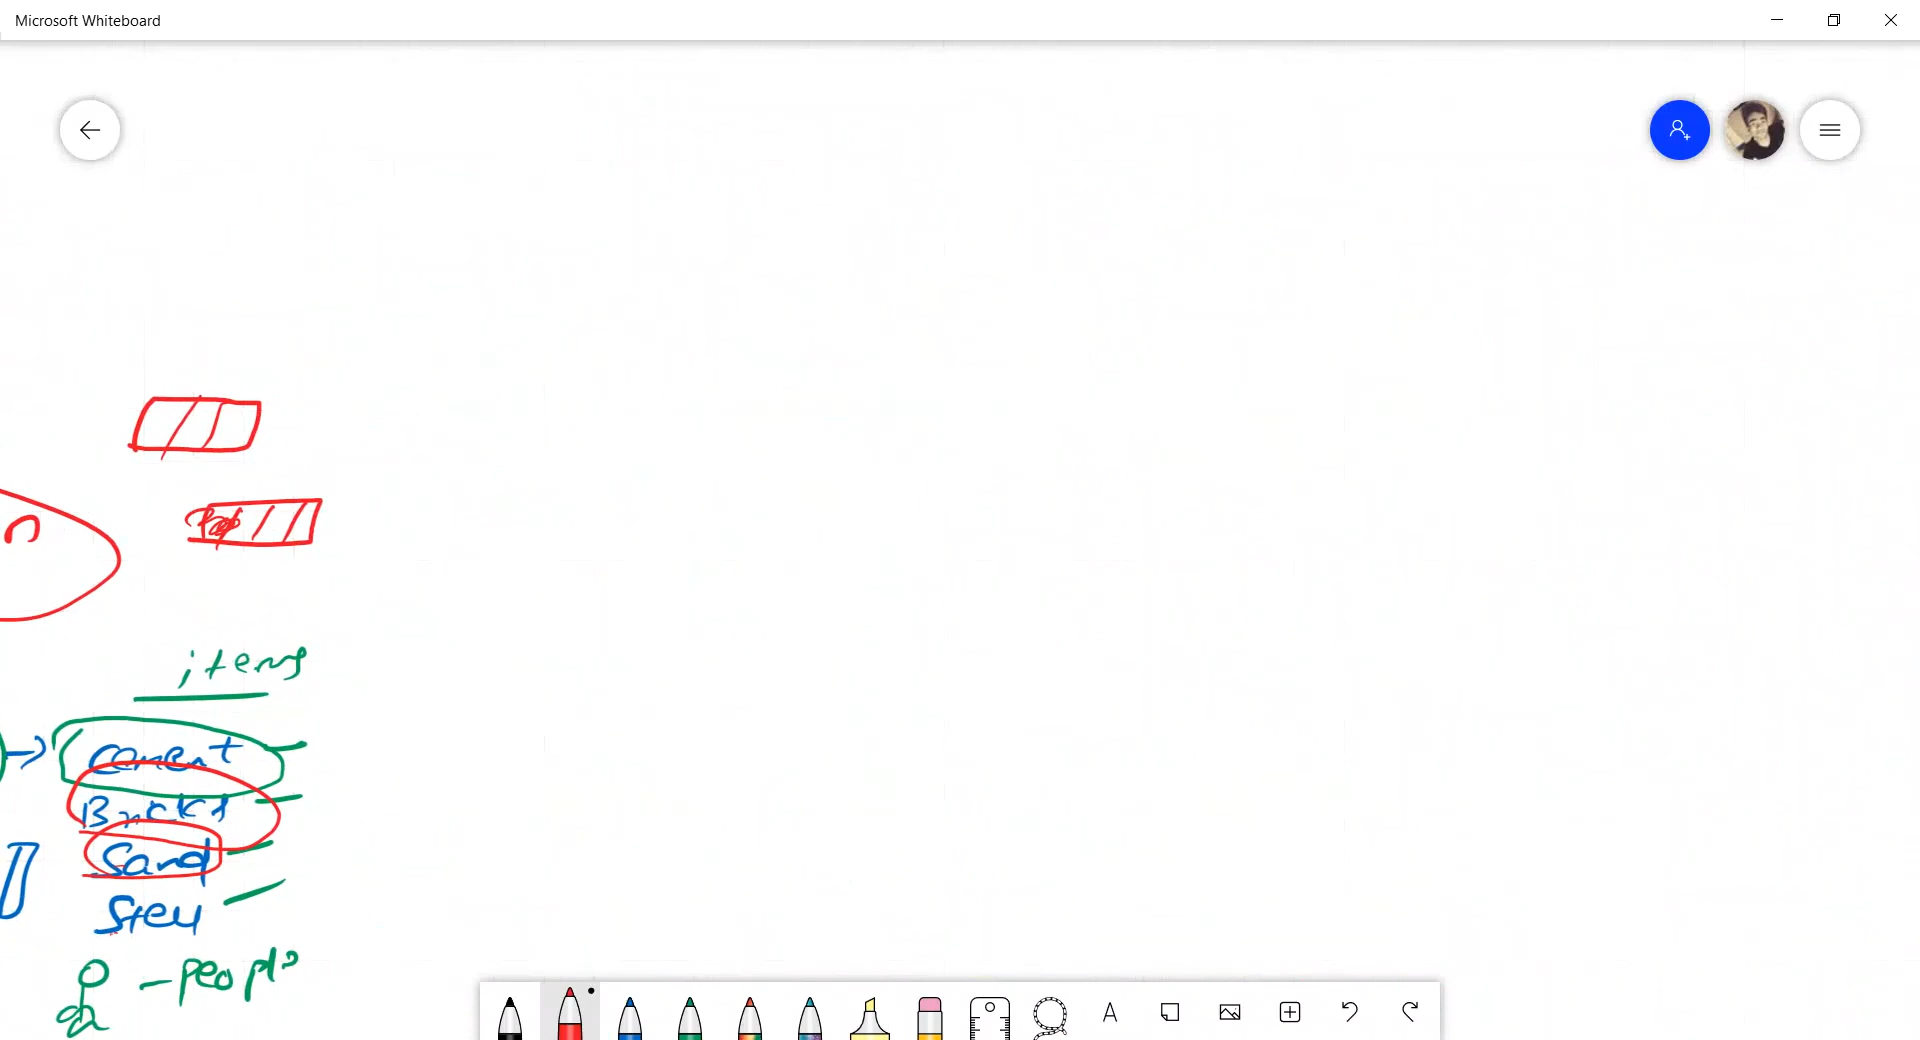 Microsoft Whiteboard
items
Cement
Bricks
Sand
Steel
- people
A